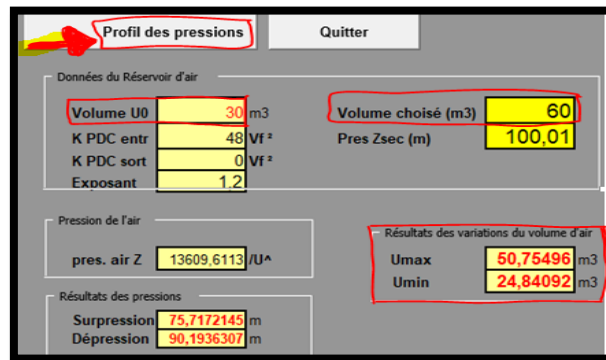 Profil des pressions Quitter
Données du Réservoir d'air
Volume U0 30 m3 Volume choisé (m3) 60
K PDC entr 48 Vf ² Pres Zsec (m) 100,01
K PDC sort 0 Vf ²
Exposant 1,2
Pression de l'air
pres. air Z 13609,6113 /U^
Résultats des variations du volume d'air
Umax 50,75496 m3
Umin 24,84092 m3
Résultats des pressions
Surpression 75,7172145 m
Dépression 90,1936307 m